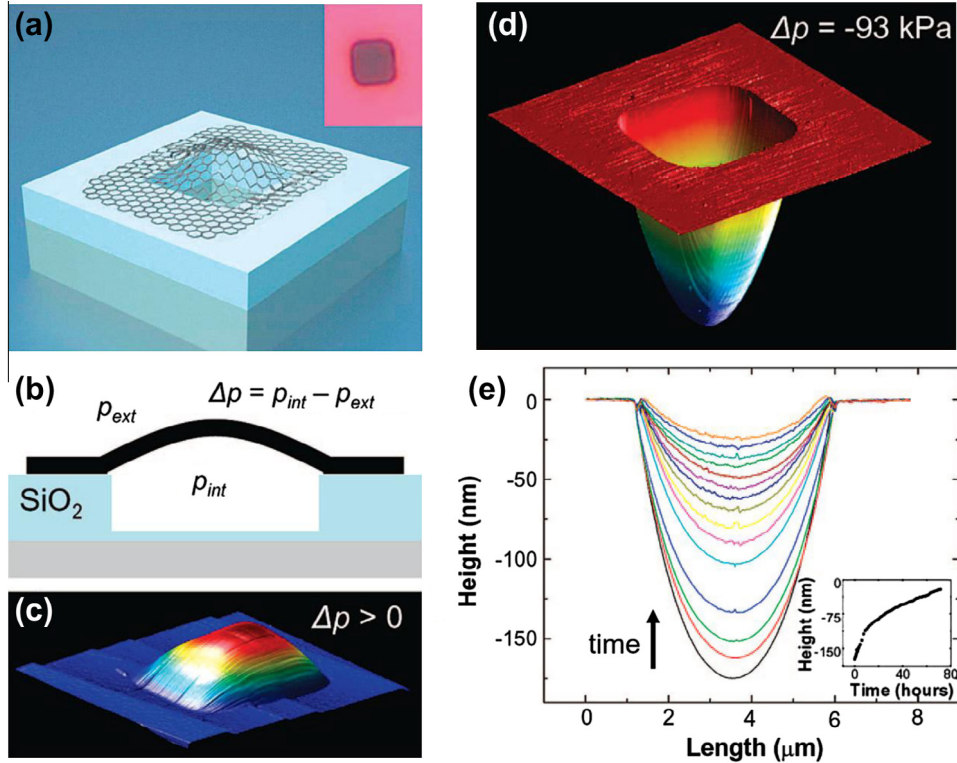 (a)
(b)
p_ext
Δp = p_int − p_ext
p_int
SiO₂
(c)
Δp > 0
(d)
Δp = -93 kPa
(e)
0
-50
-100
-150
Height (nm)
0
2
4
6
8
Length (μm)
time
0
-75
-150
Height (nm)
0
40
80
Time (hours)